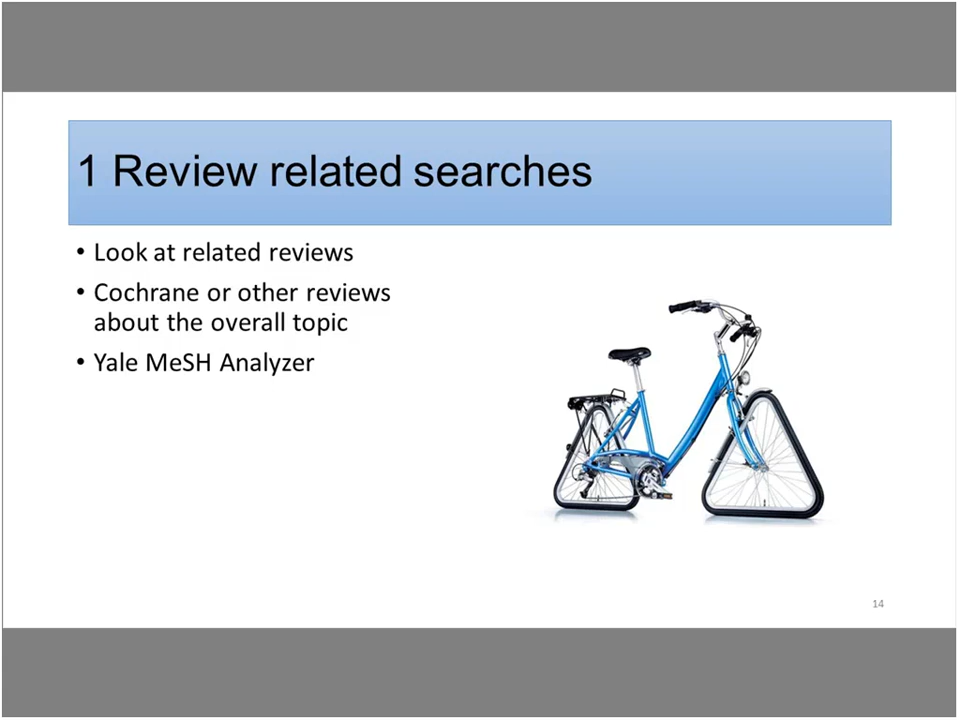 1 Review related searches
• Look at related reviews
• Cochrane or other reviews
about the overall topic
• Yale MeSH Analyzer
14